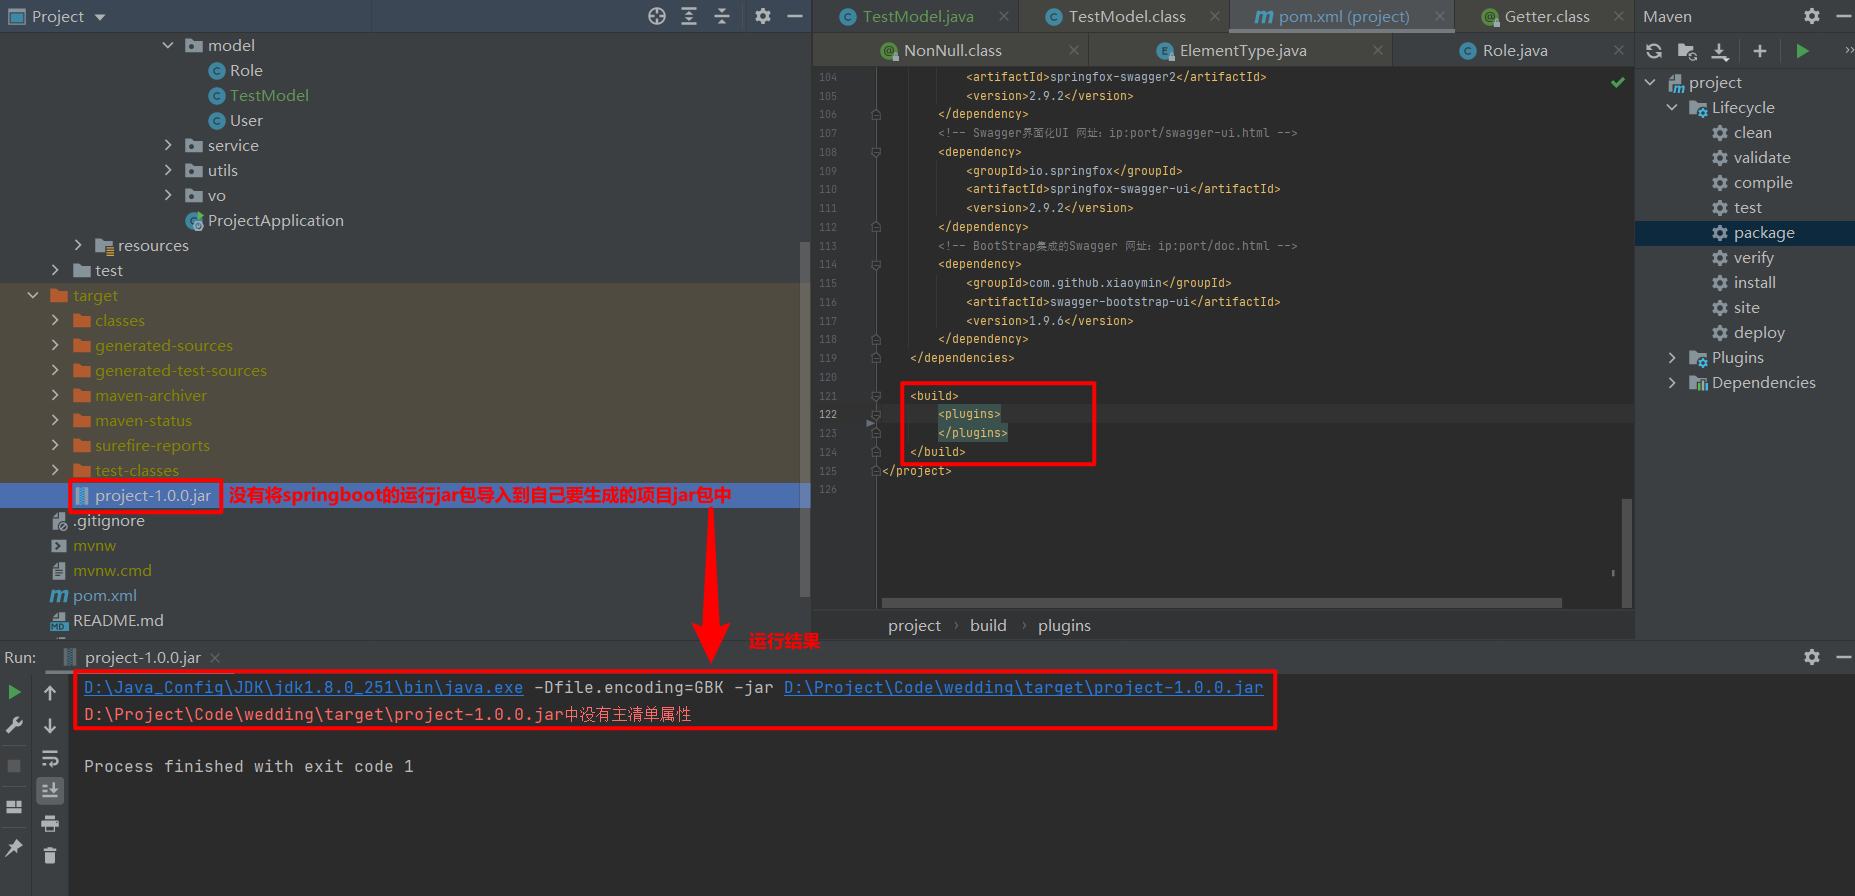 Project
model
Role
TestModel
User
service
utils
vo
ProjectApplication
resources
test
target
classes
generated-sources
generated-test-sources
maven-archiver
maven-status
surefire-reports
test-classes
project-1.0.0.jar
没有将springboot的运行jar包导入到自己要生成的项目jar包中
.gitignore
mvnw
mvnw.cmd
pom.xml
README.md
TestModel.java
TestModel.class
pom.xml (project)
Getter.class
NonNull.class
ElementType.java
Role.java
104 <artifactId>springfox-swagger2</artifactId>
105 <version>2.9.2</version>
106 </dependency>
107 <!-- Swagger界面化UI 网址: ip:port/swagger-ui.html -->
108 <dependency>
109 <groupId>io.springfox</groupId>
110 <artifactId>springfox-swagger-ui</artifactId>
111 <version>2.9.2</version>
112 </dependency>
113 <!-- BootStrap集成的Swagger 网址: ip:port/doc.html -->
114 <dependency>
115 <groupId>com.github.xiaoymin</groupId>
116 <artifactId>swagger-bootstrap-ui</artifactId>
117 <version>1.9.6</version>
118 </dependency>
119 </dependencies>
120
121 <build>
122 <plugins>
123 </plugins>
124 </build>
125 </project>
126
project › build › plugins
Maven
project
Lifecycle
clean
validate
compile
test
package
verify
install
site
deploy
Plugins
Dependencies
运行结果
Run: project-1.0.0.jar
D:\Java_Config\JDK\jdk1.8.0_251\bin\java.exe -Dfile.encoding=GBK -jar D:\Project\Code\wedding\target\project-1.0.0.jar
D:\Project\Code\wedding\target\project-1.0.0.jar中没有主清单属性
Process finished with exit code 1